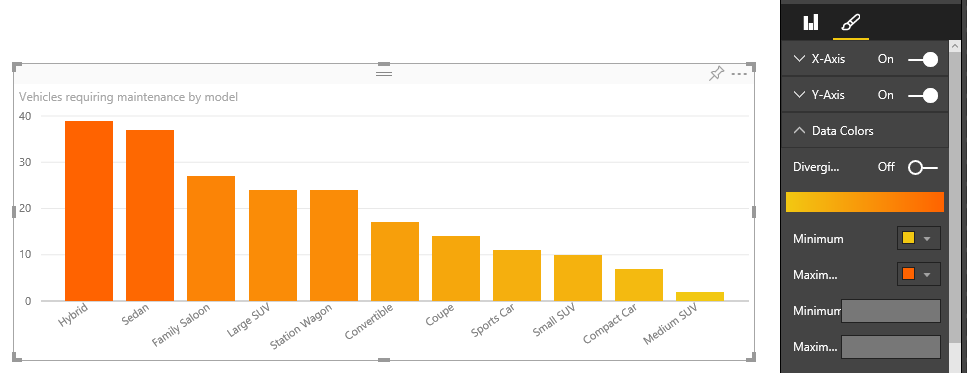 Vehicles requiring maintenance by model
40
30
20
10
0
Hybrid
Sedan
Family Saloon
Large SUV
Station Wagon
Convertible
Coupe
Sports Car
Small SUV
Compact Car
Medium SUV
X-Axis On
Y-Axis On
Data Colors
Divergi... Off
Minimum
Maxim...
Minimum
Maxim...